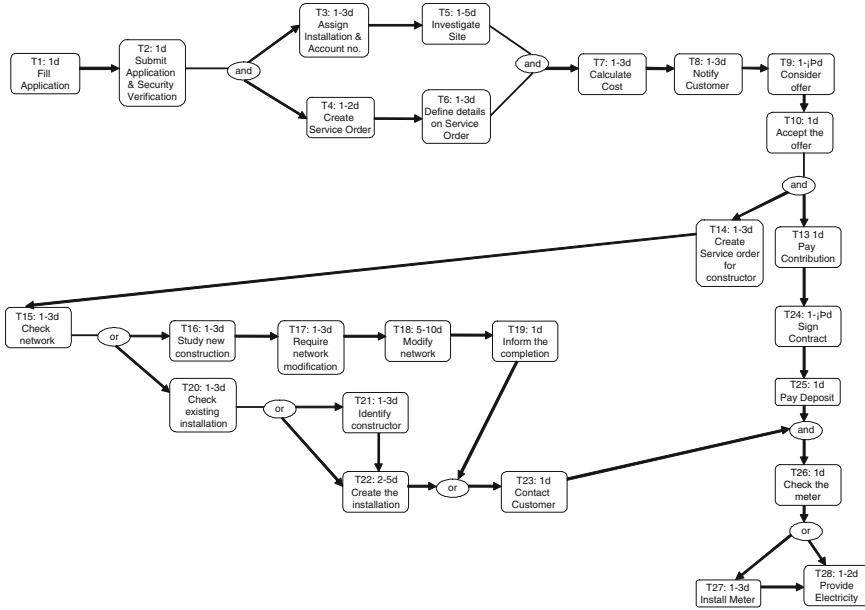 T1: 1d
Fill
Application
T2: 1d
Submit
Application
& Security
Verification
and
T3: 1-3d
Assign
Installation &
Account no.
T4: 1-2d
Create
Service Order
T5: 1-5d
Investigate
Site
T6: 1-3d
Define details
on Service
Order
and
T7: 1-3d
Calculate
Cost
T8: 1-3d
Notify
Customer
T9: 1-¡Þd
Consider
offer
T10: 1d
Accept the
offer
and
T14: 1-3d
Create
Service order
for
constructor
T13 1d
Pay
Contribution
T15: 1-3d
Check
network
or
T16: 1-3d
Study new
construction
T17: 1-3d
Require
network
modification
T18: 5-10d
Modify
network
T19: 1d
Inform the
completion
T20: 1-3d
Check
existing
installation
or
T21: 1-3d
Identify
constructor
T22: 2-5d
Create the
installation
or
T23: 1d
Contact
Customer
T24: 1-¡Þd
Sign
Contract
T25: 1d
Pay Deposit
and
T26: 1d
Check the
meter
or
T27: 1-3d
Install Meter
T28: 1-2d
Provide
Electricity